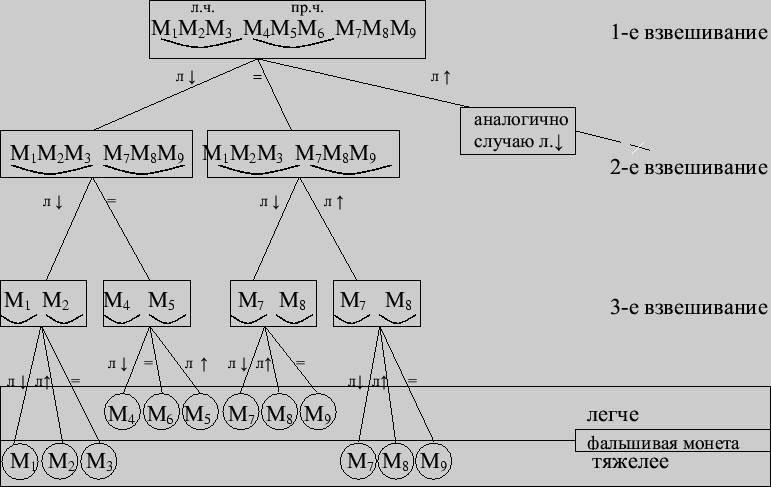 л.ч. пр.ч.
M₁M₂M₃ M₄M₅M₆ M₇M₈M₉ 1-е взвешивание
л↓ = л↑
аналогично
случаю л.↓
M₁M₂M₃ M₇M₈M₉ M₁M₂M₃ M₇M₈M₉ 2-е взвешивание
л↓ = л↓ л↑
M₁ M₂ M₄ M₅ M₇ M₈ M₇ M₈ 3-е взвешивание
л↓ = л↑ л↓ л↑ =
л↓ л↑ = л↓ л↑ =
M₄ M₆ M₅ M₇ M₈ M₉ легче
фальшивая монета
M₁ M₂ M₃ M₇ M₈ M₉ тяжелее